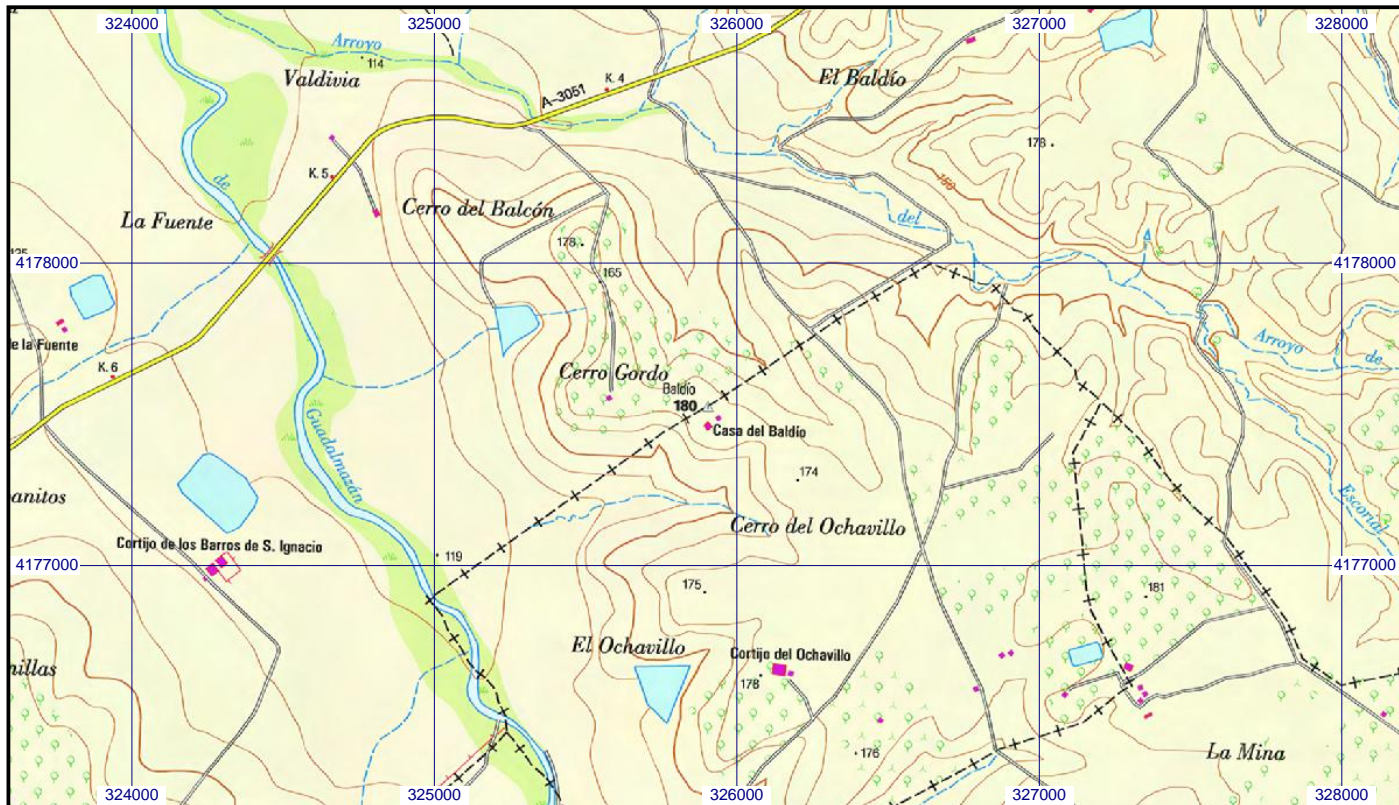 324000
325000
326000
327000
328000
Arroyo
114
Valdivia
K. 4
A-3051
El Baldío
178
K. 5
de
150
La Fuente
Cerro del Balcón
del
178
165
4178000
4178000
de la Fuente
K. 6
Arroyo
de
Cerro Gordo
Baldío
180
Casa del Baldío
Guadalmazán
174
Escorial
Cerro del Ochavillo
Cortijo de los Barros de S. Ignacio
119
4177000
4177000
175
181
El Ochavillo
Cortijo del Ochavillo
178
176
La Mina
324000
325000
326000
327000
328000